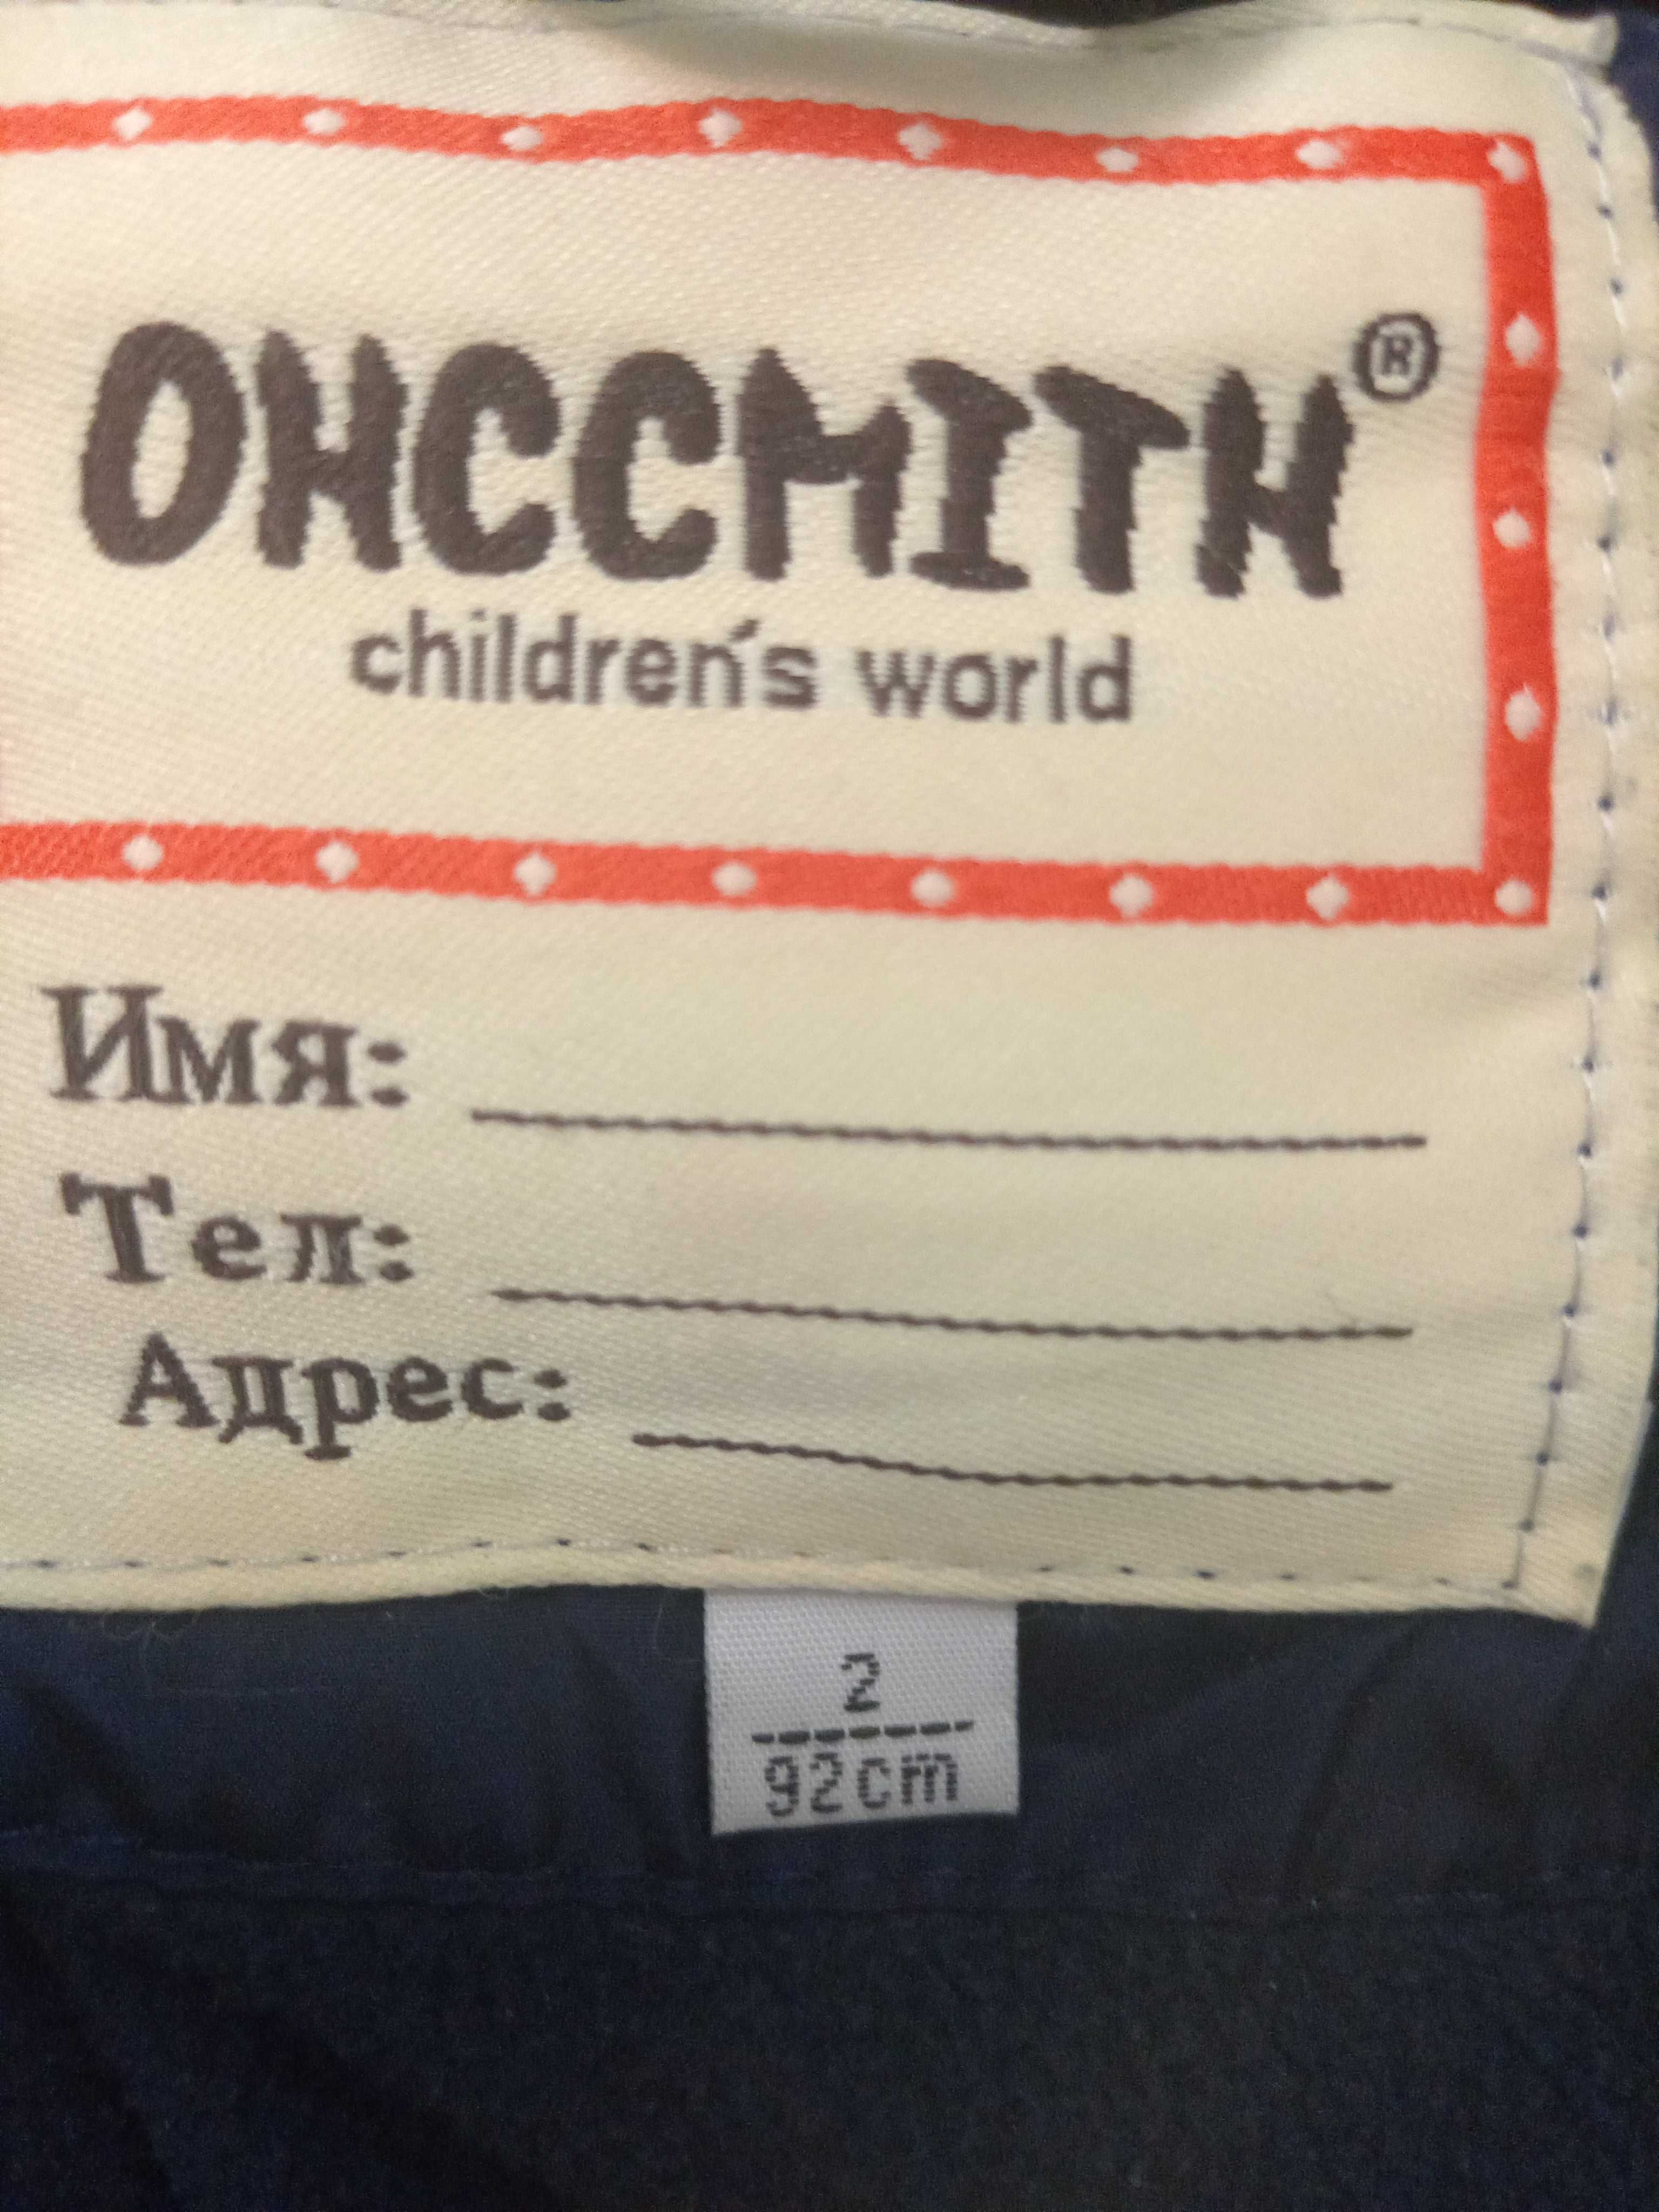 OHCCMITH®
children's world
Имя:
Тел:
Адрес:
2
92cm